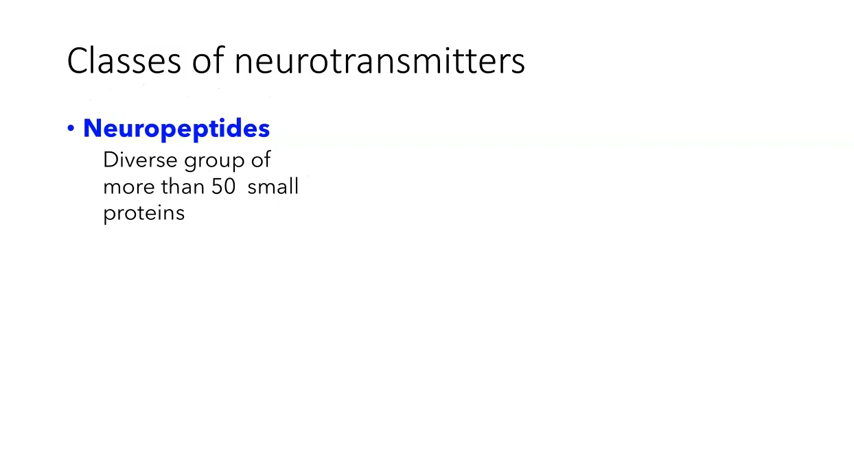 Classes of neurotransmitters
• Neuropeptides
Diverse group of
more than 50  small
proteins